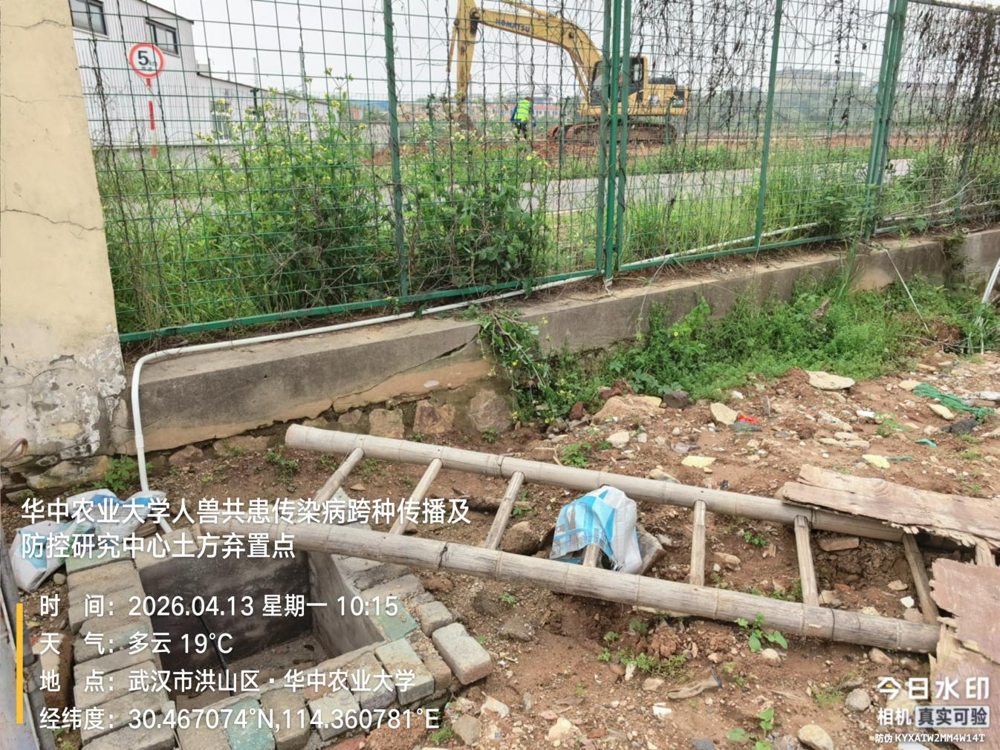 5
KOMATSU
华中农业大学人兽共患传染病跨种传播及
防控研究中心土方弃置点
时 间：2026.04.13 星期一 10:15
天 气：多云 19°C
地 点：武汉市洪山区·华中农业大学
经纬度：30.467074°N,114.360781°E
今日水印
相机 真实可验
防伪 KYXATW2MM4W14T